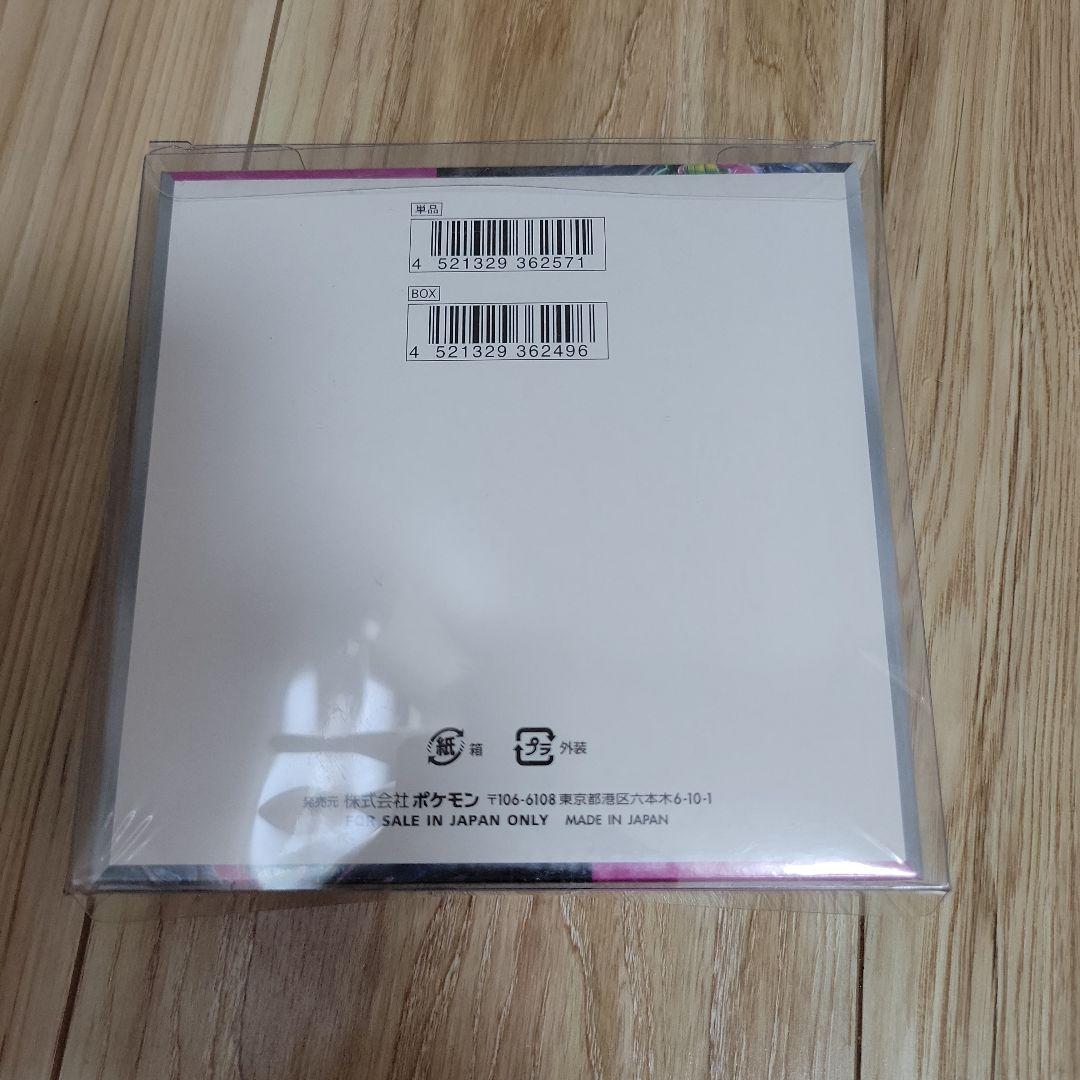 単品
4 521329 362571
BOX
4 521329 362496
紙 箱 プラ 外装
発売元 株式会社 ポケモン 〒106-6108 東京都港区六本木6-10-1
FOR SALE IN JAPAN ONLY MADE IN JAPAN